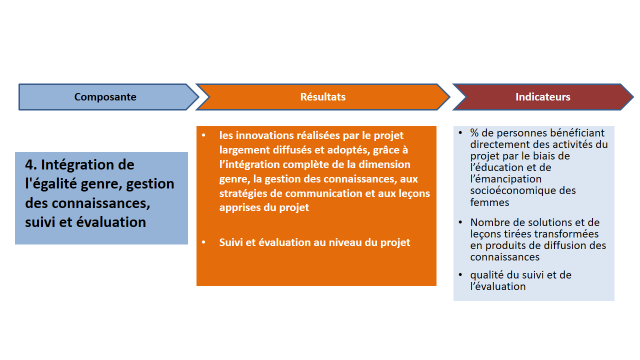 Composante
Résultats
Indicateurs
4. Intégration de
l'égalité genre, gestion
des connaissances,
suivi et évaluation
• les innovations réalisées par le projet
largement diffusés et adoptés, grâce à
l’intégration complète de la dimension
genre, la gestion des connaissances, aux
stratégies de communication et aux leçons
apprises du projet
• Suivi et évaluation au niveau du projet
• % de personnes bénéficiant
directement des activités du
projet par le biais de
l’éducation et de
l’émancipation
socioéconomique des
femmes
• Nombre de solutions et de
leçons tirées transformées
en produits de diffusion des
connaissances
• qualité du suivi et de
l’évaluation